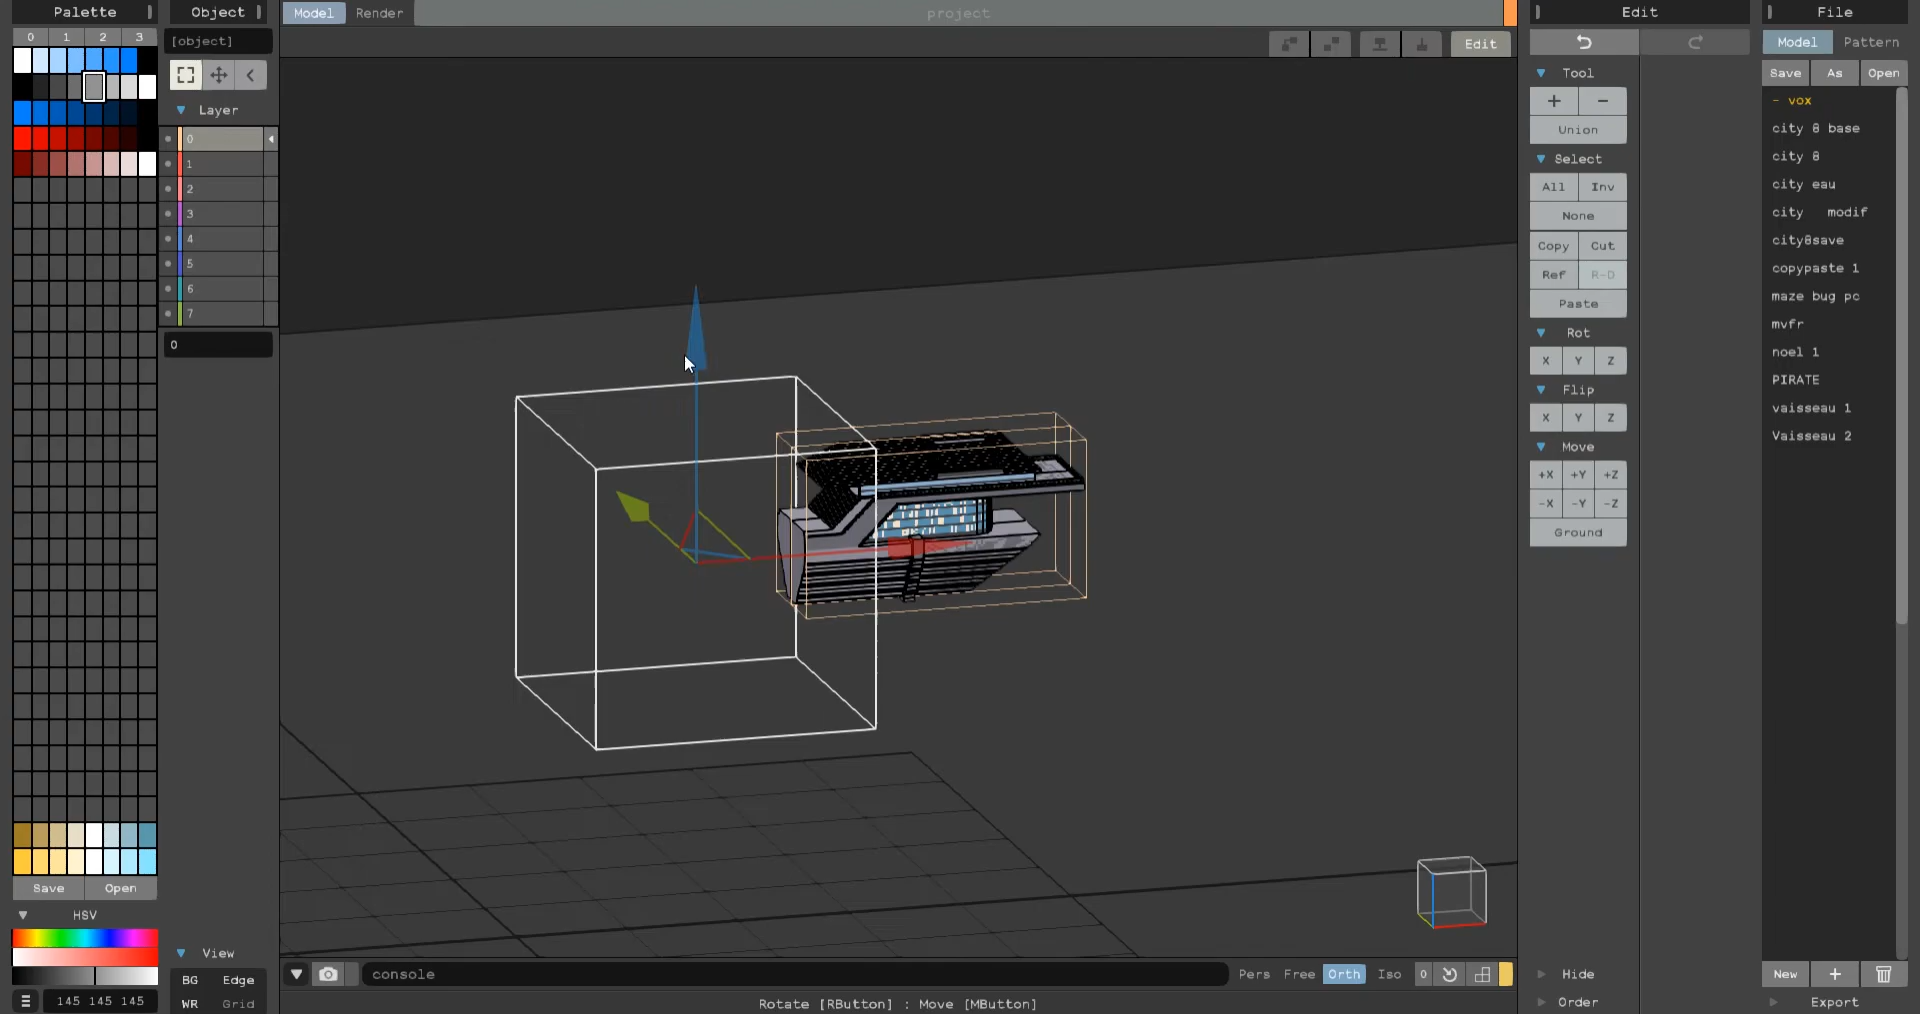 Palette
0 1 2 3
Save Open
HSV
145 145 145
Object
[object]
Layer
0
1
2
3
4
5
6
7
0
View
BG Edge
WR Grid
Model Render project
Edit
console
Pers Free Orth Iso 0
Rotate [RButton] : Move [MButton]
Edit
Tool
+ -
Union
Select
All Inv
None
Copy Cut
Ref R-D
Paste
Rot
X Y Z
Flip
X Y Z
Move
+X +Y +Z
-X -Y -Z
Ground
Hide
Order
File
Model Pattern
Save As Open
- vox
city 8 base
city 8
city eau
city modif
city8save
copypaste 1
maze bug pc
mvfr
noel 1
PIRATE
vaisseau 1
Vaisseau 2
New +
Export